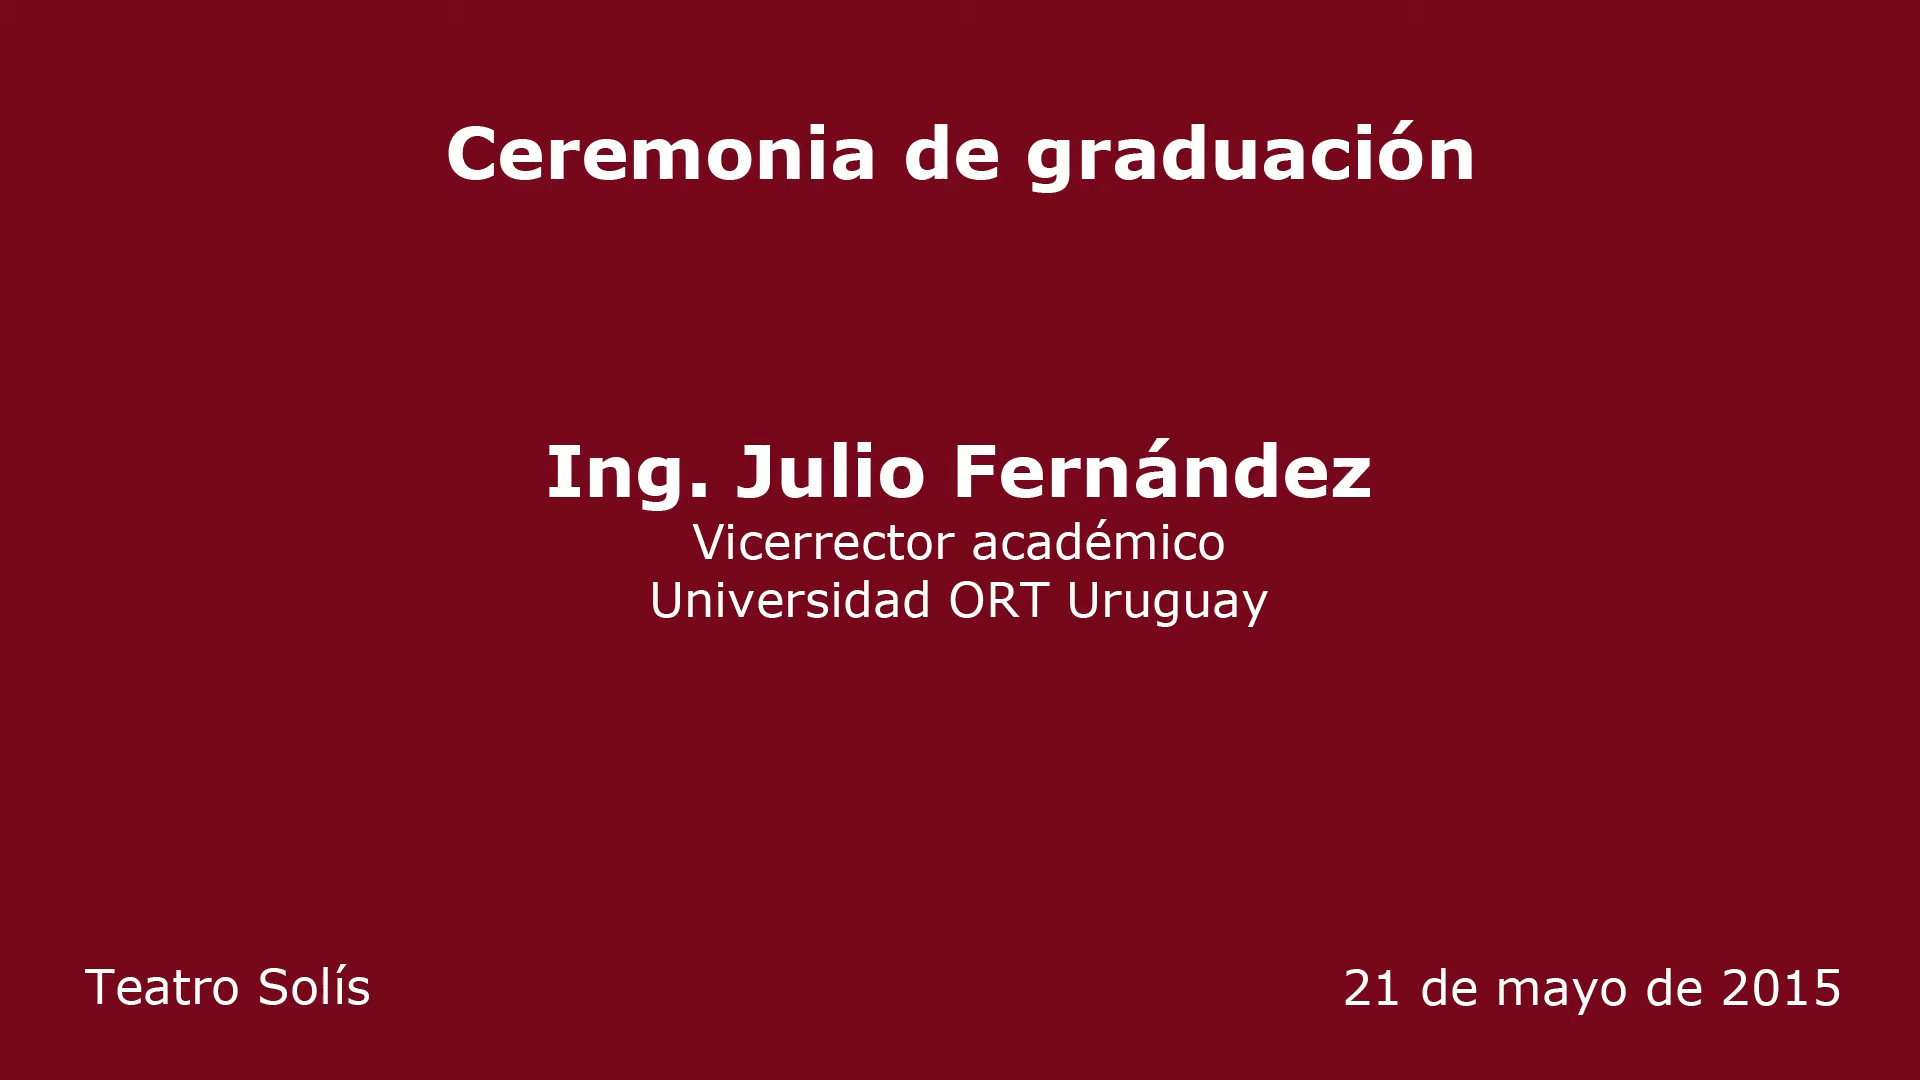 Ceremonia de graduación
Ing. Julio Fernández
Vicerrector académico
Universidad ORT Uruguay
Teatro Solís
21 de mayo de 2015